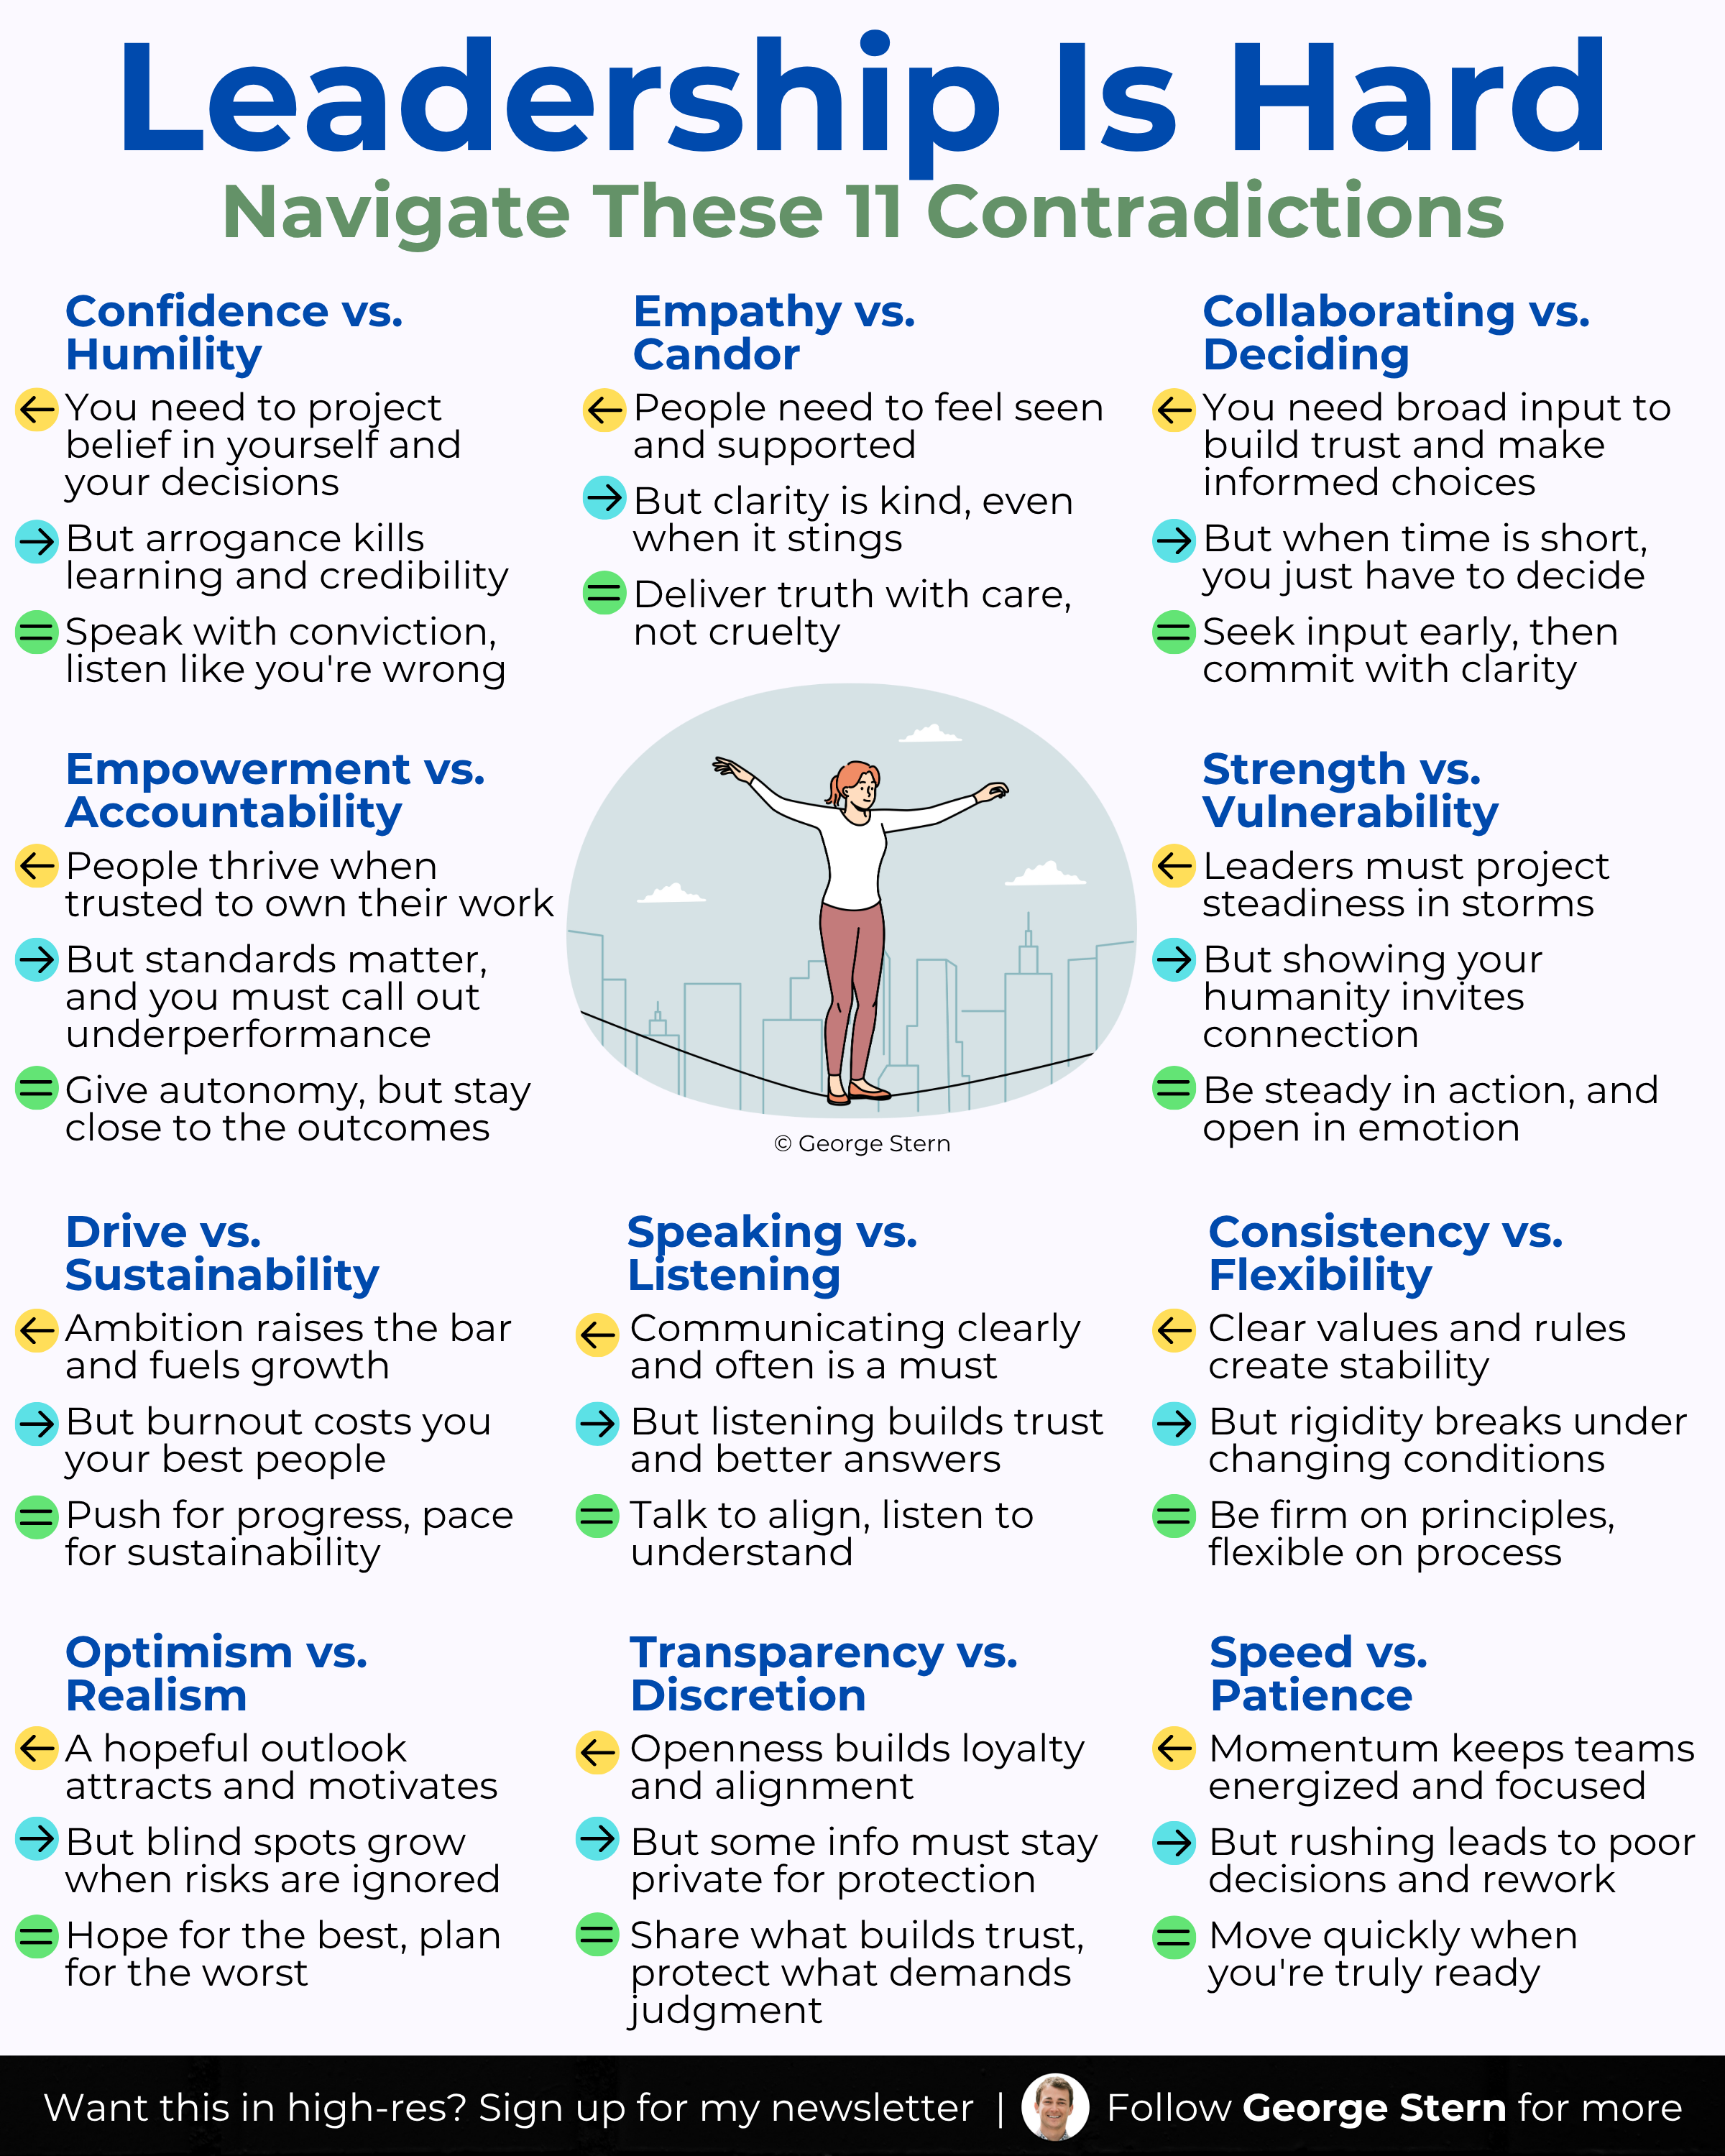 Leadership Is Hard
Navigate These 11 Contradictions
Confidence vs.
Humility
You need to project
belief in yourself and
your decisions
But arrogance kills
learning and credibility
Speak with conviction,
listen like you're wrong
Empathy vs.
Candor
People need to feel seen
and supported
But clarity is kind, even
when it stings
Deliver truth with care,
not cruelty
Collaborating vs.
Deciding
You need broad input to
build trust and make
informed choices
But when time is short,
you just have to decide
Seek input early, then
commit with clarity
Empowerment vs.
Accountability
People thrive when
trusted to own their work
But standards matter,
and you must call out
underperformance
Give autonomy, but stay
close to the outcomes
© George Stern
Strength vs.
Vulnerability
Leaders must project
steadiness in storms
But showing your
humanity invites
connection
Be steady in action, and
open in emotion
Drive vs.
Sustainability
Ambition raises the bar
and fuels growth
But burnout costs you
your best people
Push for progress, pace
for sustainability
Speaking vs.
Listening
Communicating clearly
and often is a must
But listening builds trust
and better answers
Talk to align, listen to
understand
Consistency vs.
Flexibility
Clear values and rules
create stability
But rigidity breaks under
changing conditions
Be firm on principles,
flexible on process
Optimism vs.
Realism
A hopeful outlook
attracts and motivates
But blind spots grow
when risks are ignored
Hope for the best, plan
for the worst
Transparency vs.
Discretion
Openness builds loyalty
and alignment
But some info must stay
private for protection
Share what builds trust,
protect what demands
judgment
Speed vs.
Patience
Momentum keeps teams
energized and focused
But rushing leads to poor
decisions and rework
Move quickly when
you're truly ready
Want this in high-res? Sign up for my newsletter | Follow George Stern for more